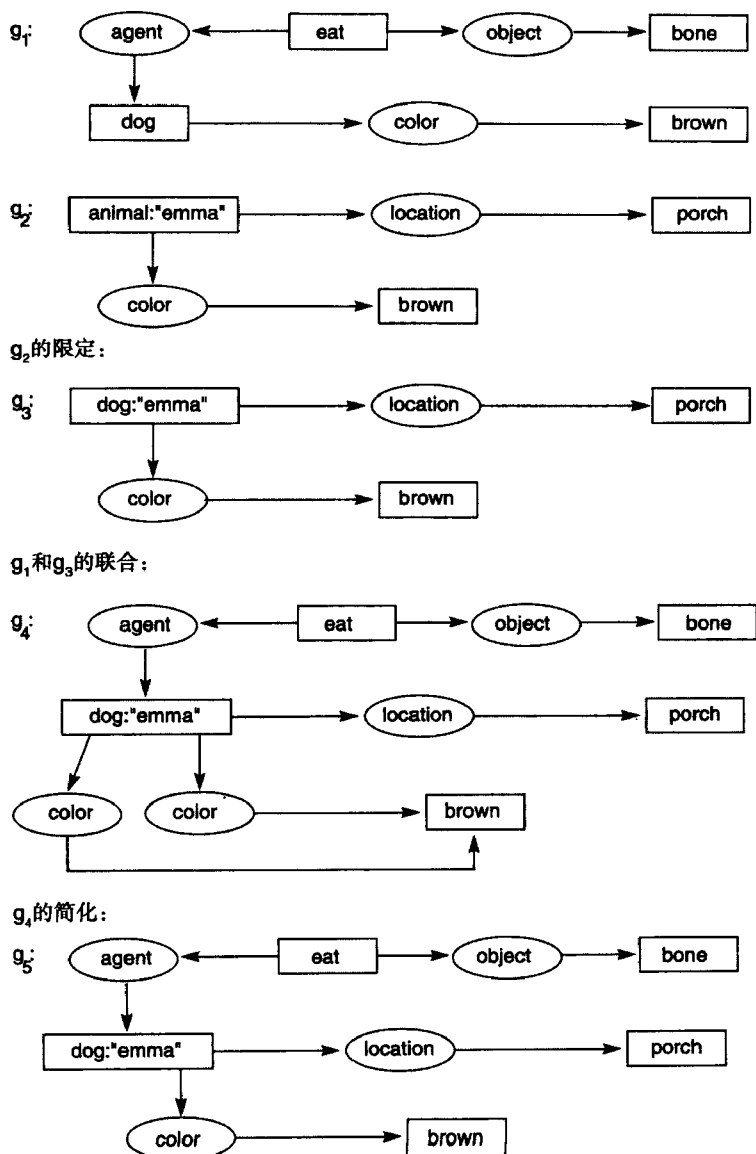 g₁: agent eat object bone
dog color brown
g₂: animal:"emma" location porch
color brown
g₂的限定：
g₃: dog:"emma" location porch
color brown
g₁和g₃的联合：
g₄: agent eat object bone
dog:"emma" location porch
color color brown
g₄的简化：
g₅: agent eat object bone
dog:"emma" location porch
color brown